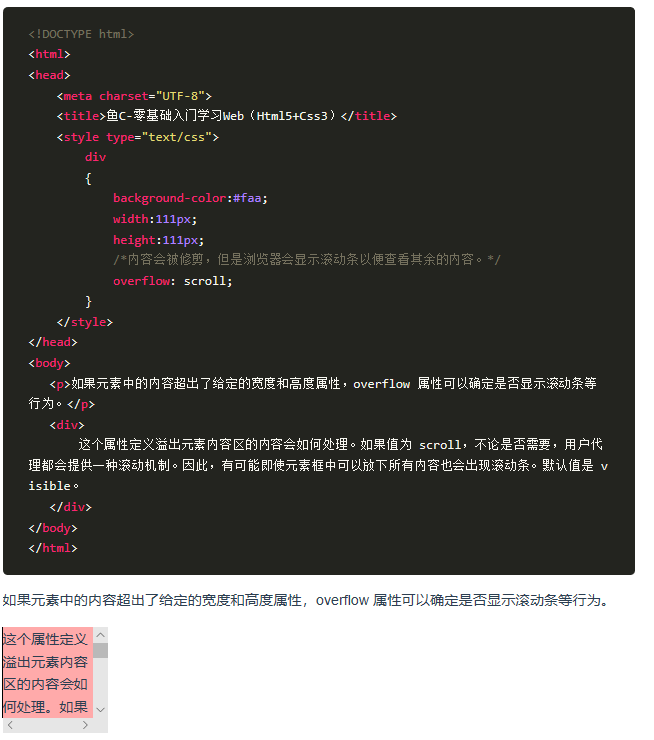 <!DOCTYPE html>
<html>
<head>
    <meta charset="UTF-8">
    <title>鱼C-零基础入门学习Web（Html5+Css3）</title>
    <style type="text/css">
        div
        {
            background-color:#faa;
            width:111px;
            height:111px;
            /*内容会被修剪，但是浏览器会显示滚动条以便查看其余的内容。*/
            overflow: scroll;
        }
    </style>
</head>
<body>
   <p>如果元素中的内容超出了给定的宽度和高度属性，overflow 属性可以确定是否显示滚动条等
行为。</p>
   <div>
       这个属性定义溢出元素内容区的内容会如何处理。如果值为 scroll，不论是否需要，用户代
理都会提供一种滚动机制。因此，有可能即使元素框中可以放下所有内容也会出现滚动条。默认值是 v
isible。
   </div>
</body>
</html>
如果元素中的内容超出了给定的宽度和高度属性，overflow 属性可以确定是否显示滚动条等行为。
这个属性定义
溢出元素内容
区的内容会如
何处理。如果